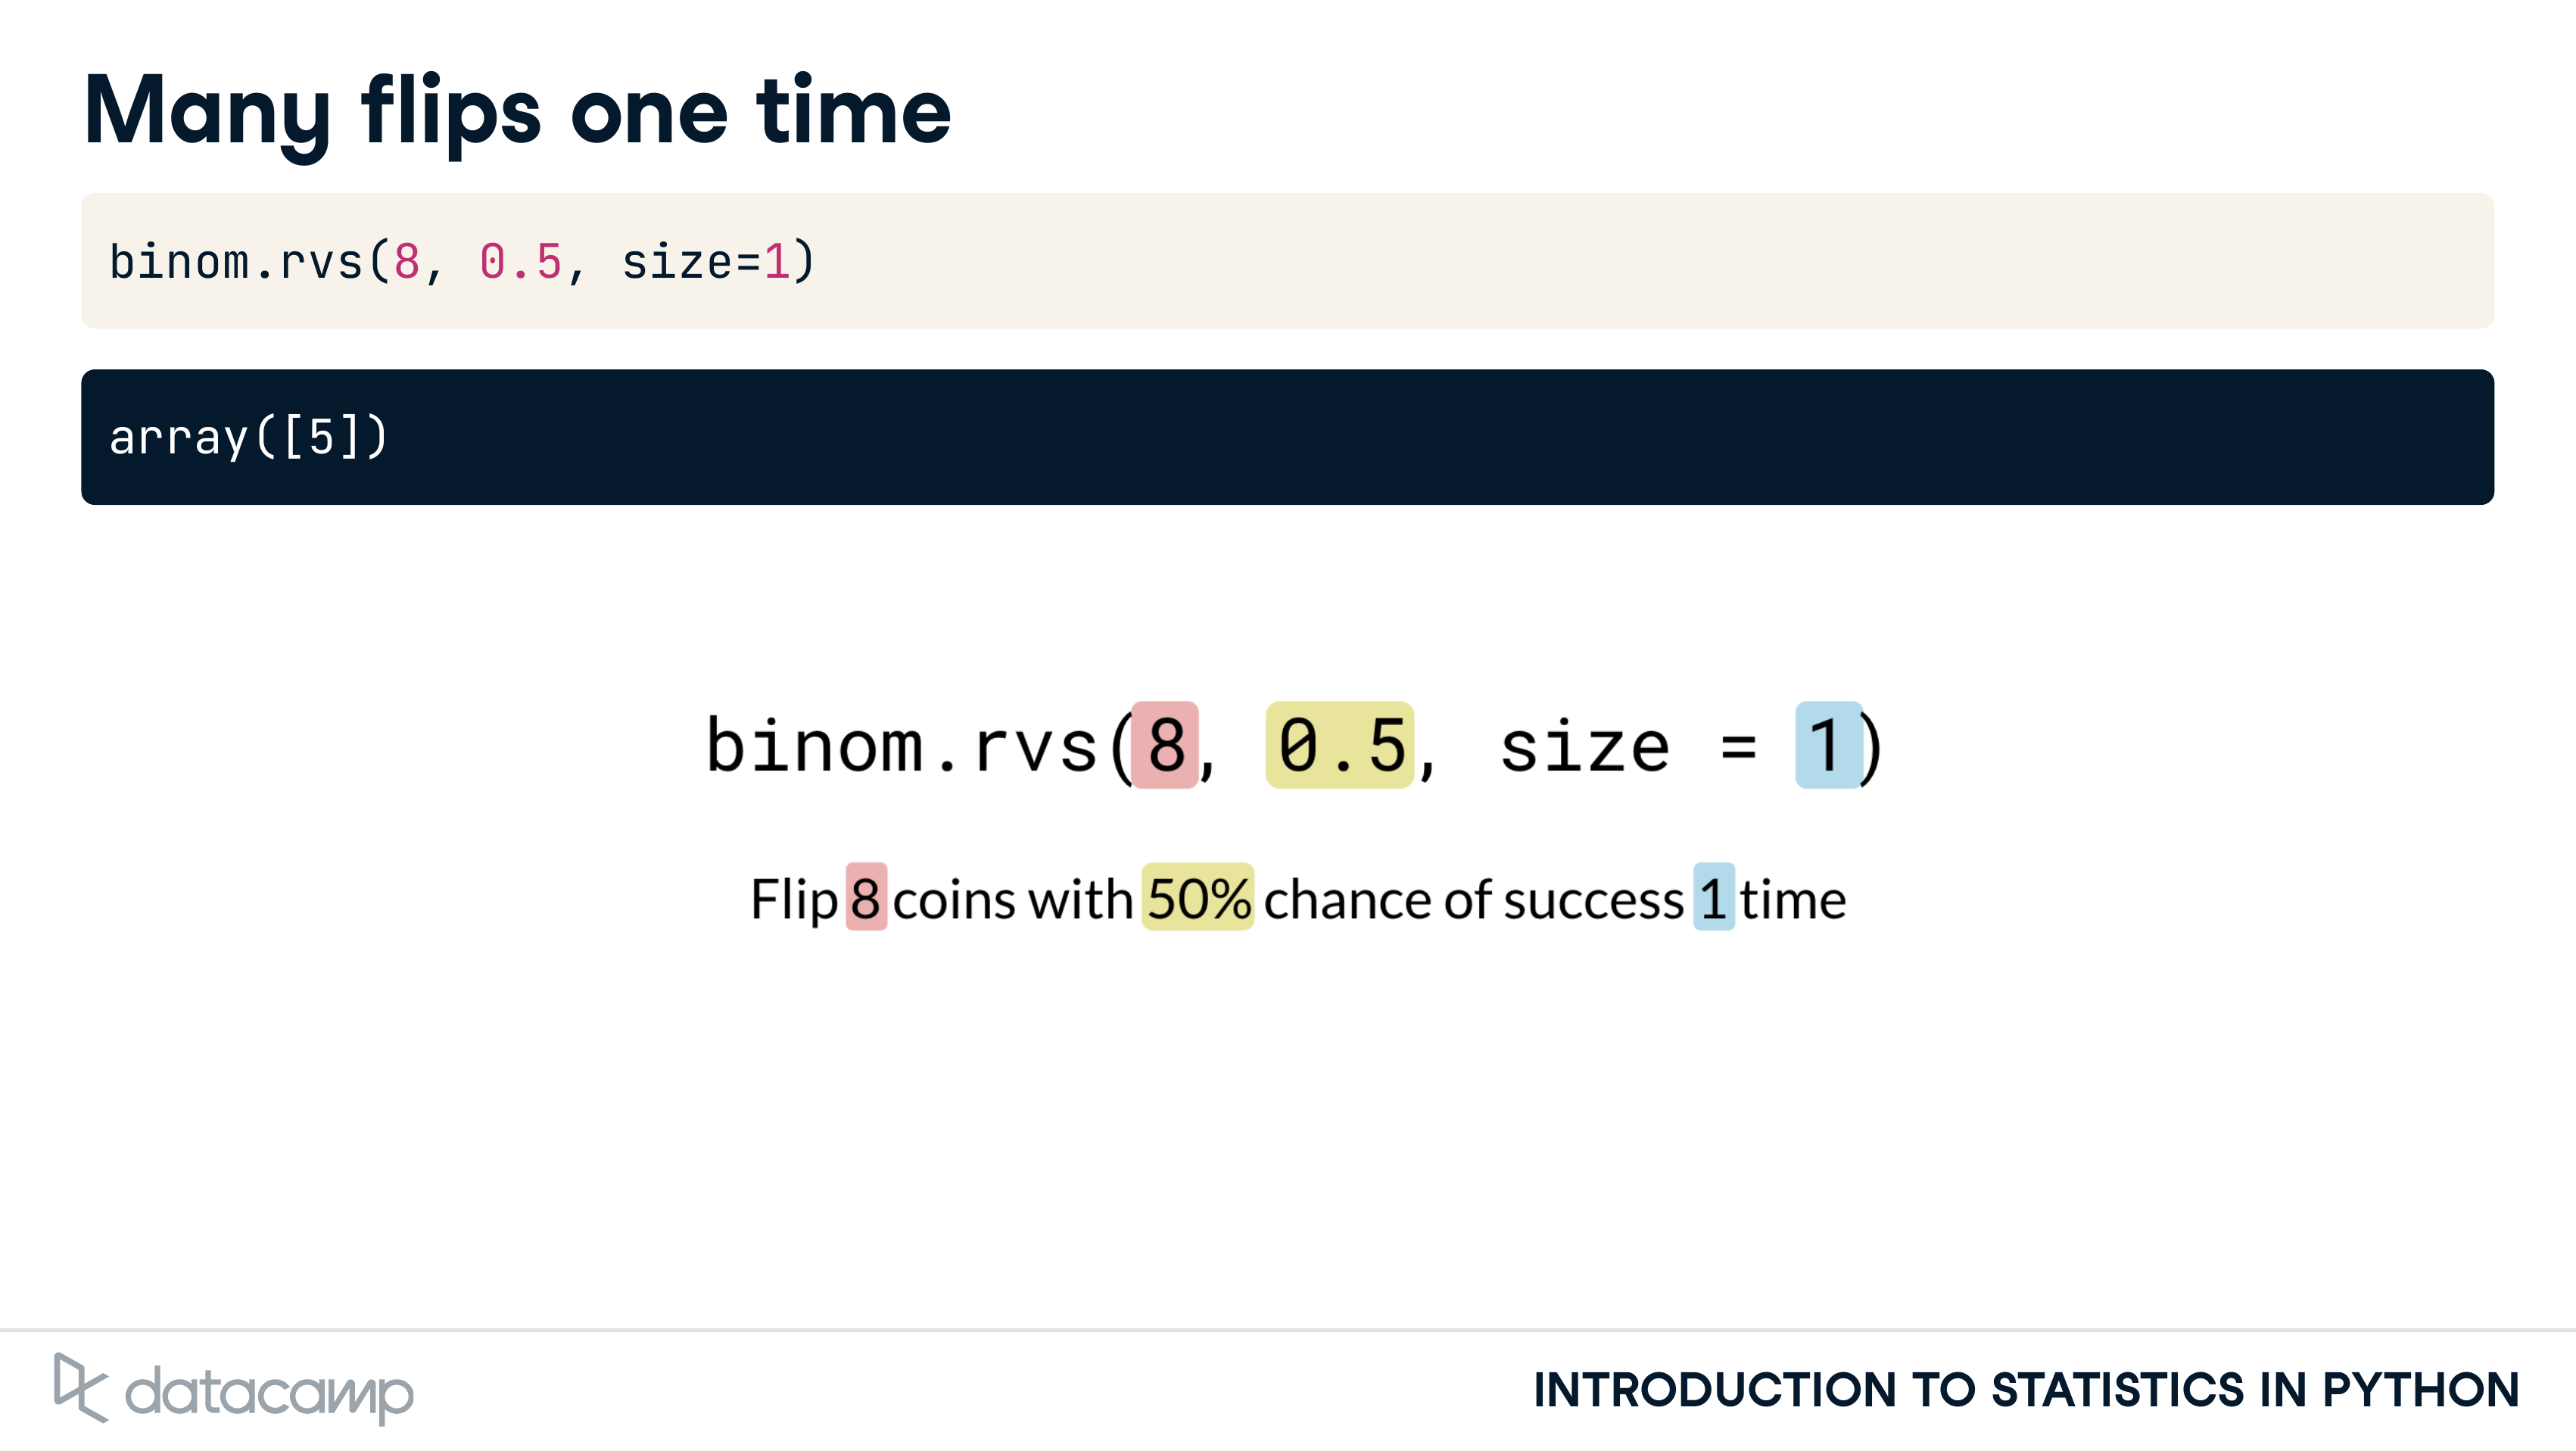 Many flips one time
binom.rvs(8, 0.5, size=1)
array([5])
binom.rvs(8, 0.5, size = 1)
Flip 8 coins with 50% chance of success 1 time
datacamp
INTRODUCTION TO STATISTICS IN PYTHON